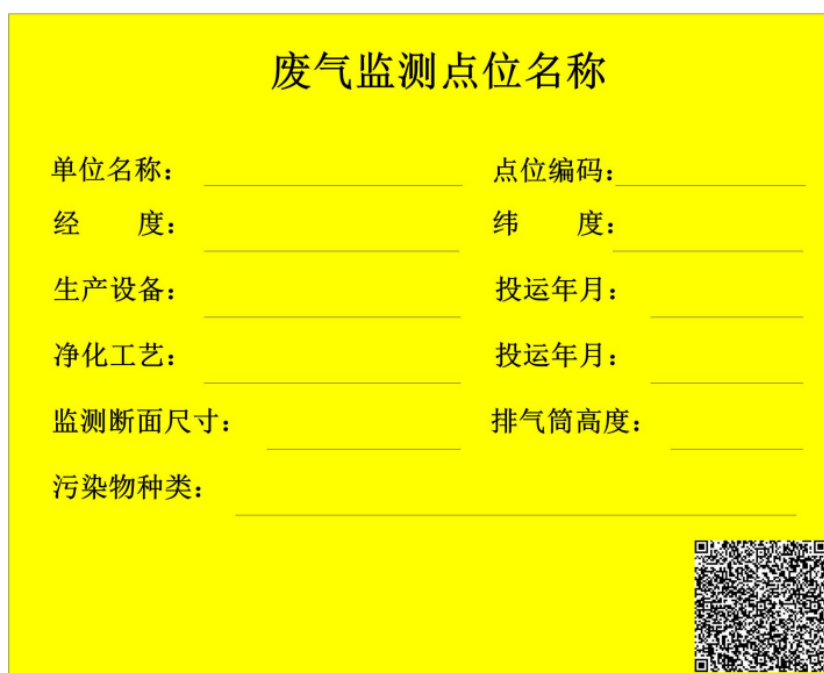 废气监测点位名称
单位名称： 点位编码：
经 度： 纬 度：
生产设备： 投运年月：
净化工艺： 投运年月：
监测断面尺寸： 排气筒高度：
污染物种类：